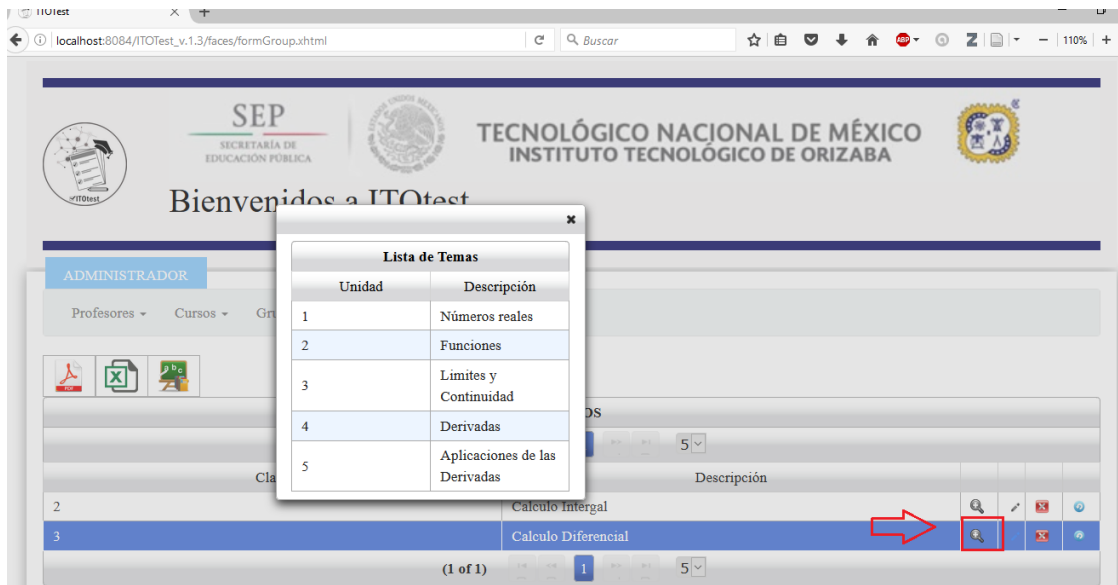 ITOTest
localhost:8084/ITOTest_v.1.3/faces/formGroup.xhtml
Buscar
ABP
110%
SEP
SECRETARÍA DE
EDUCACIÓN PÚBLICA
TECNOLÓGICO NACIONAL DE MÉXICO
INSTITUTO TECNOLÓGICO DE ORIZABA
ITOtest
Bienvenidos a ITOtest
ADMINISTRADOR
Profesores
Cursos
Lista de Temas
Unidad Descripción
1 Números reales
2 Funciones
3 Limites y
Continuidad
4 Derivadas
5 Aplicaciones de las
Derivadas
5
Descripción
2 Calculo Intergal
3 Calculo Diferencial
(1 of 1) 1 5